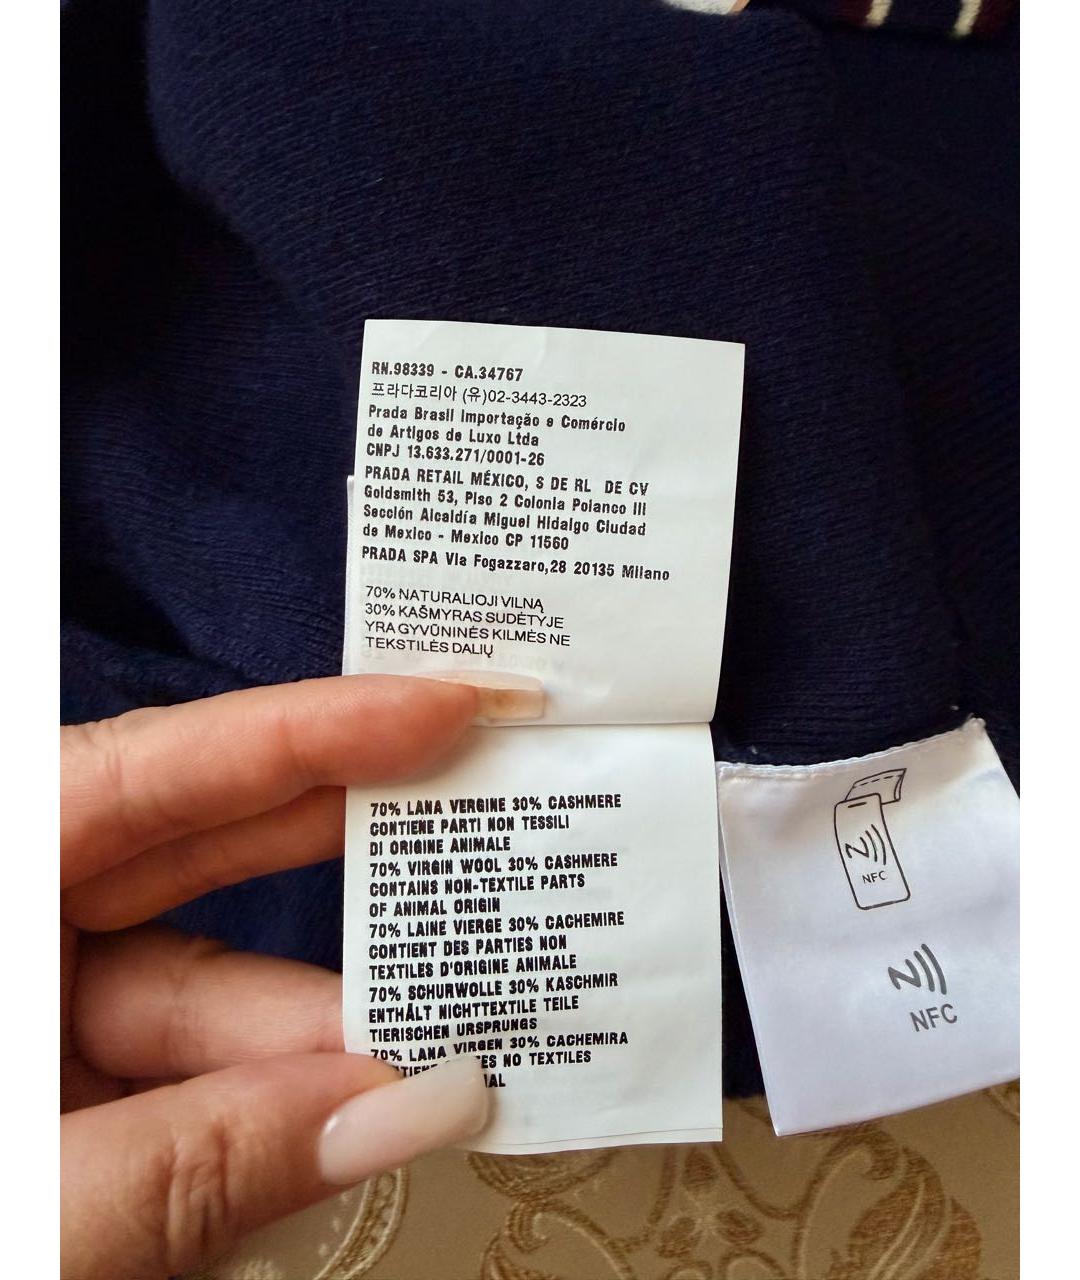 RN.98339 - CA.34767
프라다코리아 (유)02-3443-2323
Prada Brasil Importação e Comércio
de Artigos de Luxo Ltda
CNPJ 13.633.271/0001-26
PRADA RETAIL MÉXICO, S DE RL DE CV
Goldsmith 53, Piso 2 Colonia Polanco III
Sección Alcaldía Miguel Hidalgo Ciudad
de Mexico - Mexico CP 11560
PRADA SPA Via Fogazzaro,28 20135 Milano
70% NATURALIOJI VILNĄ
30% KAŠMYRAS SUDĖTYJE
YRA GYVŪNINĖS KILMĖS NE
TEKSTILĖS DALIŲ
70% LANA VERGINE 30% CASHMERE
CONTIENE PARTI NON TESSILI
DI ORIGINE ANIMALE
70% VIRGIN WOOL 30% CASHMERE
CONTAINS NON-TEXTILE PARTS
OF ANIMAL ORIGIN
70% LAINE VIERGE 30% CACHEMIRE
CONTIENT DES PARTIES NON
TEXTILES D'ORIGINE ANIMALE
70% SCHURWOLLE 30% KASCHMIR
ENTHÄLT NICHTTEXTILE TEILE
TIERISCHEN URSPRUNGS
70% LANA VIRGEN 30% CACHEMIRA
NO TEXTILES
NFC
NFC